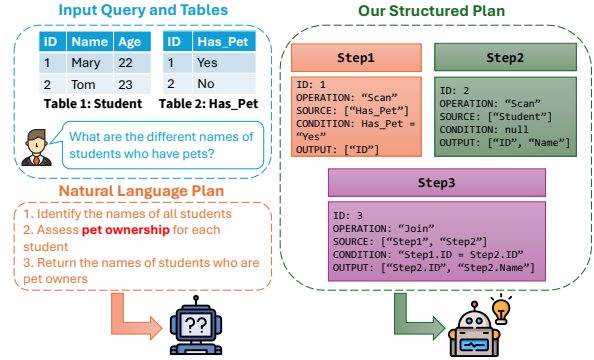 Input Query and Tables
ID Name Age
1 Mary 22
2 Tom 23
Table 1: Student
ID Has_Pet
1 Yes
2 No
Table 2: Has_Pet
What are the different names of
students who have pets?
Natural Language Plan
1. Identify the names of all students
2. Assess pet ownership for each
student
3. Return the names of students who are
pet owners
??
Our Structured Plan
Step1
ID: 1
OPERATION: “Scan”
SOURCE: [“Has_Pet”]
CONDITION: Has_Pet =
“Yes”
OUTPUT: [“ID”]
Step2
ID: 2
OPERATION: “Scan”
SOURCE: [“Student”]
CONDITION: null
OUTPUT: [“ID”, “Name”]
Step3
ID: 3
OPERATION: “Join”
SOURCE: [“Step1”, “Step2”]
CONDITION: “Step1.ID = Step2.ID”
OUTPUT: [“Step2.ID”, “Step2.Name”]